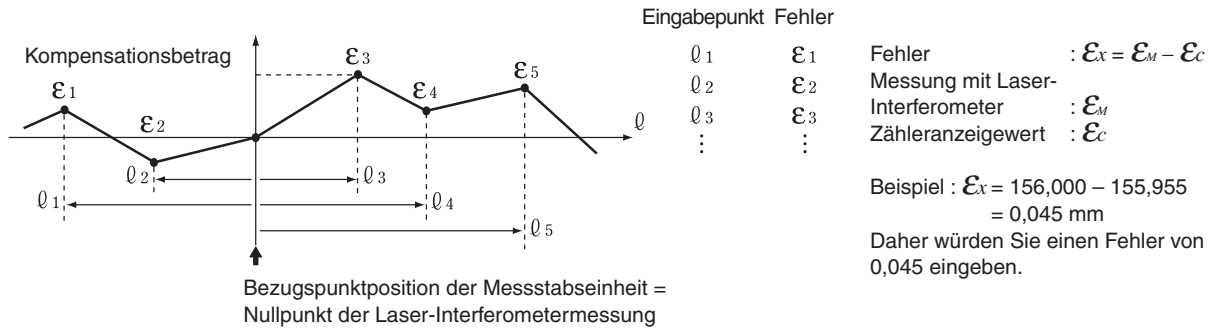 Kompensationsbetrag
ε1
ε2
ε3
ε4
ε5
ℓ
ℓ2
ℓ3
ℓ1
ℓ4
ℓ5
Bezugspunktposition der Messstabseinheit =
Nullpunkt der Laser-Interferometermessung
Eingabepunkt Fehler
ℓ1 ε1
ℓ2 ε2
ℓ3 ε3
⋮ ⋮
Fehler : εx = εM – εc
Messung mit Laser-
Interferometer : εM
Zähleranzeigewert : εc
Beispiel : εx = 156,000 – 155,955
= 0,045 mm
Daher würden Sie einen Fehler von
0,045 eingeben.